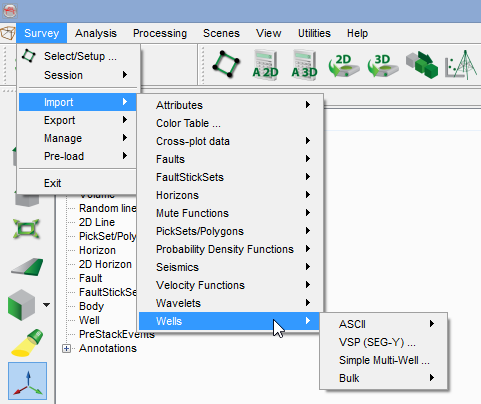 Survey Analysis Processing Scenes View Utilities Help
A 2D A 3D 2D 3D
Select/Setup ...
Session
Import
Export
Manage
Pre-load
Exit
Attributes
Color Table ...
Cross-plot data
Faults
FaultStickSets
Horizons
Mute Functions
PickSets/Polygons
Probability Density Functions
Seismics
Velocity Functions
Wavelets
Wells
ASCII
VSP (SEG-Y) ...
Simple Multi-Well ...
Bulk
Volume
Random line
2D Line
PickSet/Poly
Horizon
2D Horizon
Fault
FaultStickSe
Body
Well
PreStackEvents
Annotations